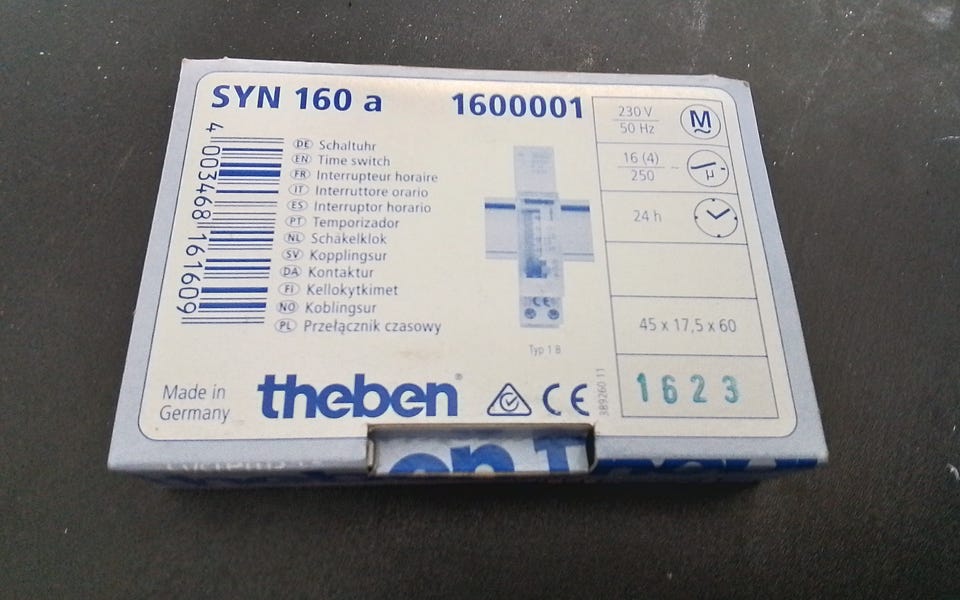 SYN 160 a
1600001
4 003468 161609
DE Schaltuhr
EN Time switch
FR Interrupteur horaire
IT Interruttore orario
ES Interruptor horario
PT Temporizador
NL Schakelklok
SV Kopplingsur
DA Kontaktur
FI Kellokytkimet
NO Koblingsur
PL Przełącznik czasowy
Typ 1 B
Made in
Germany
theben®
CE
389260 11
230 V
50 Hz
M
16 (4)
250 ~
μ
24 h
45 x 17,5 x 60
1623